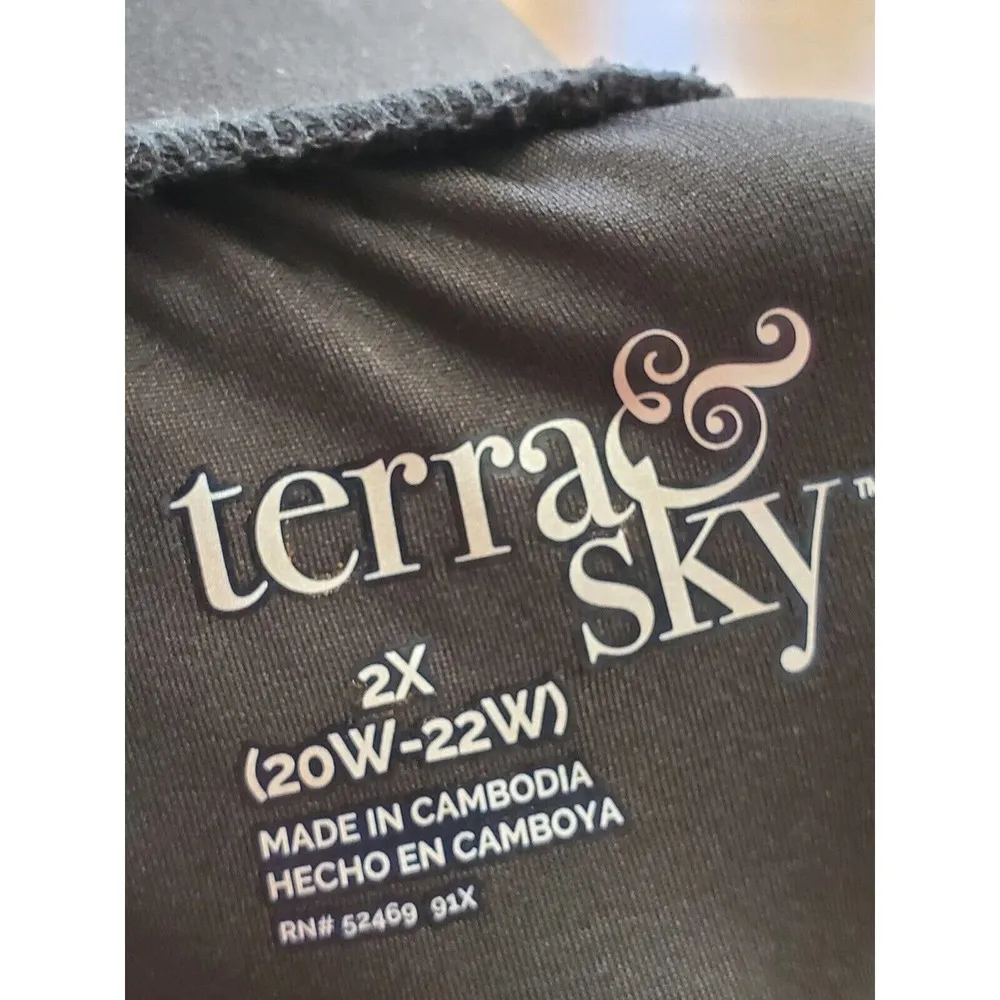 terra &
sky™
2X
(20W-22W)
MADE IN CAMBODIA
HECHO EN CAMBOYA
RN# 52469 91X